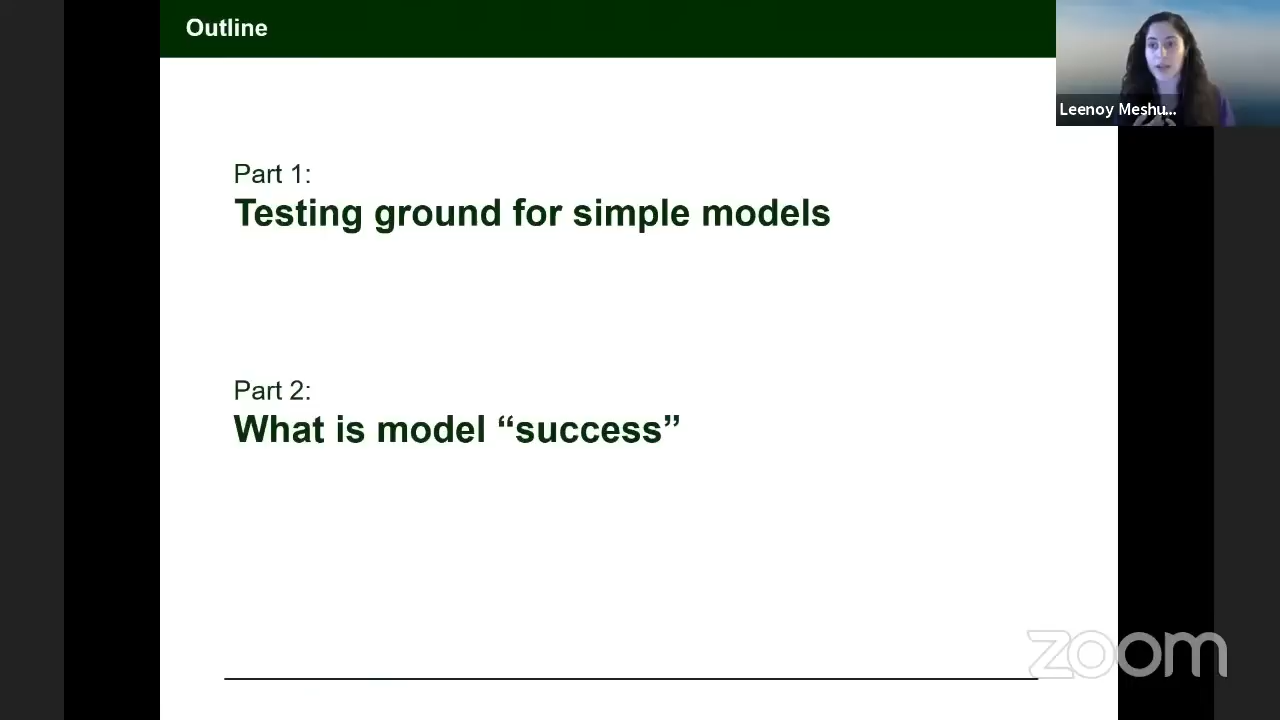 Outline
Leenoy Meshu...
Part 1:
Testing ground for simple models
Part 2:
What is model “success”
zoom